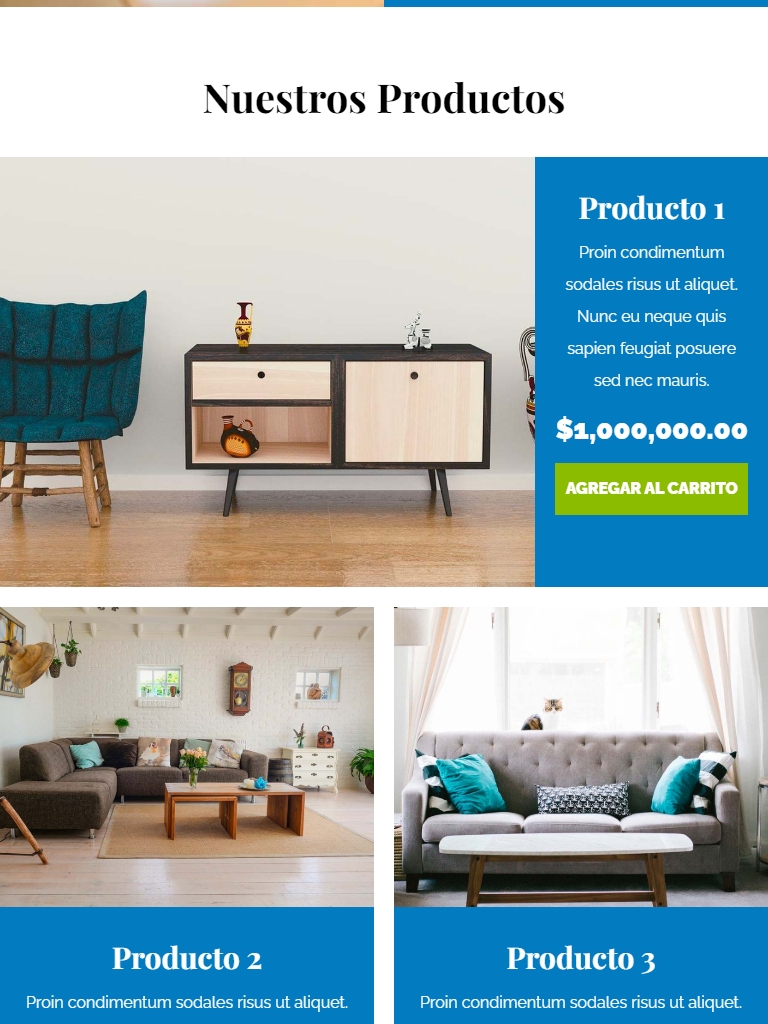 Nuestros Productos
Producto 1
Proin condimentum
sodales risus ut aliquet.
Nunc eu neque quis
sapien feugiat posuere
sed nec mauris.
$1,000,000.00
AGREGAR AL CARRITO
Producto 2
Proin condimentum sodales risus ut aliquet.
Producto 3
Proin condimentum sodales risus ut aliquet.